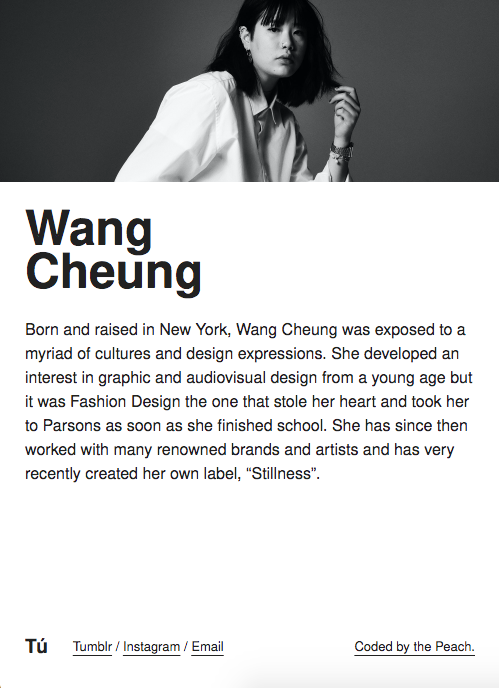 Wang
Cheung
Born and raised in New York, Wang Cheung was exposed to a
myriad of cultures and design expressions. She developed an
interest in graphic and audiovisual design from a young age but
it was Fashion Design the one that stole her heart and took her
to Parsons as soon as she finished school. She has since then
worked with many renowned brands and artists and has very
recently created her own label, “Stillness”.
Tú Tumblr / Instagram / Email Coded by the Peach.